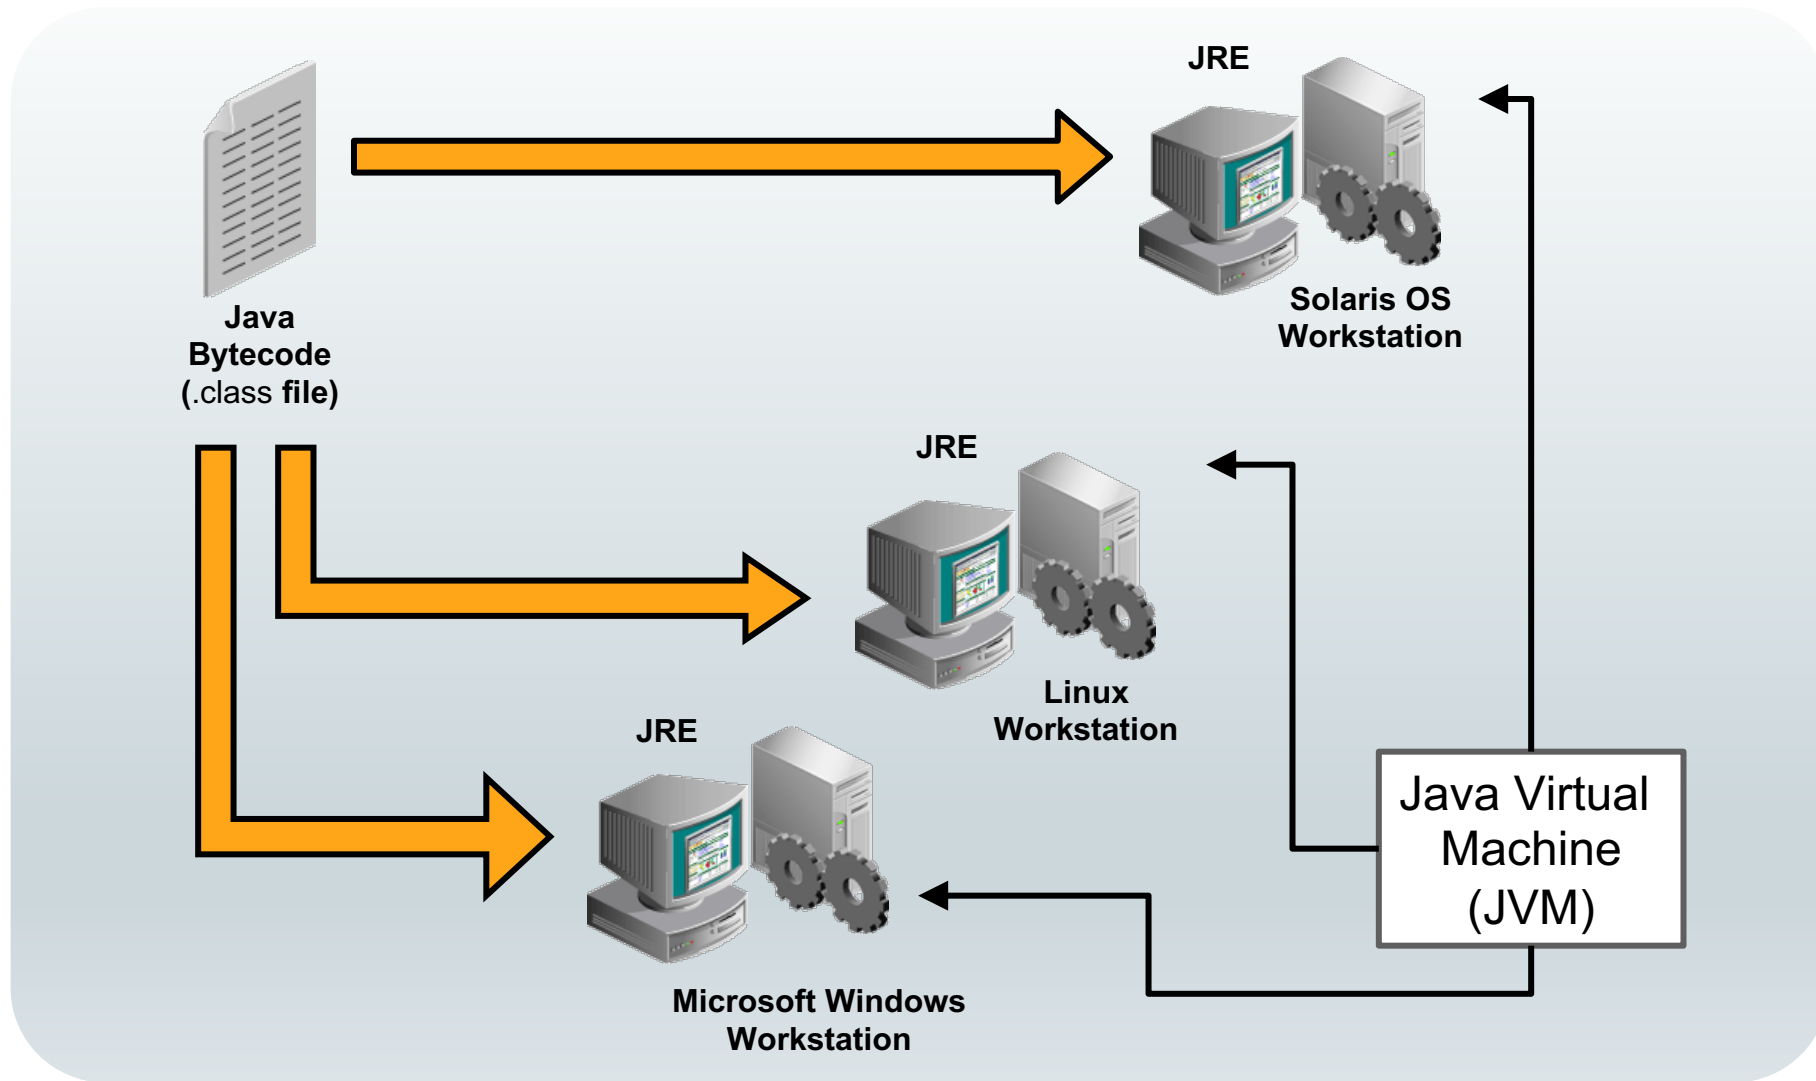 JRE
Solaris OS
Workstation
Java
Bytecode
(.class file)
JRE
Linux
Workstation
JRE
Microsoft Windows
Workstation
Java Virtual
Machine
(JVM)